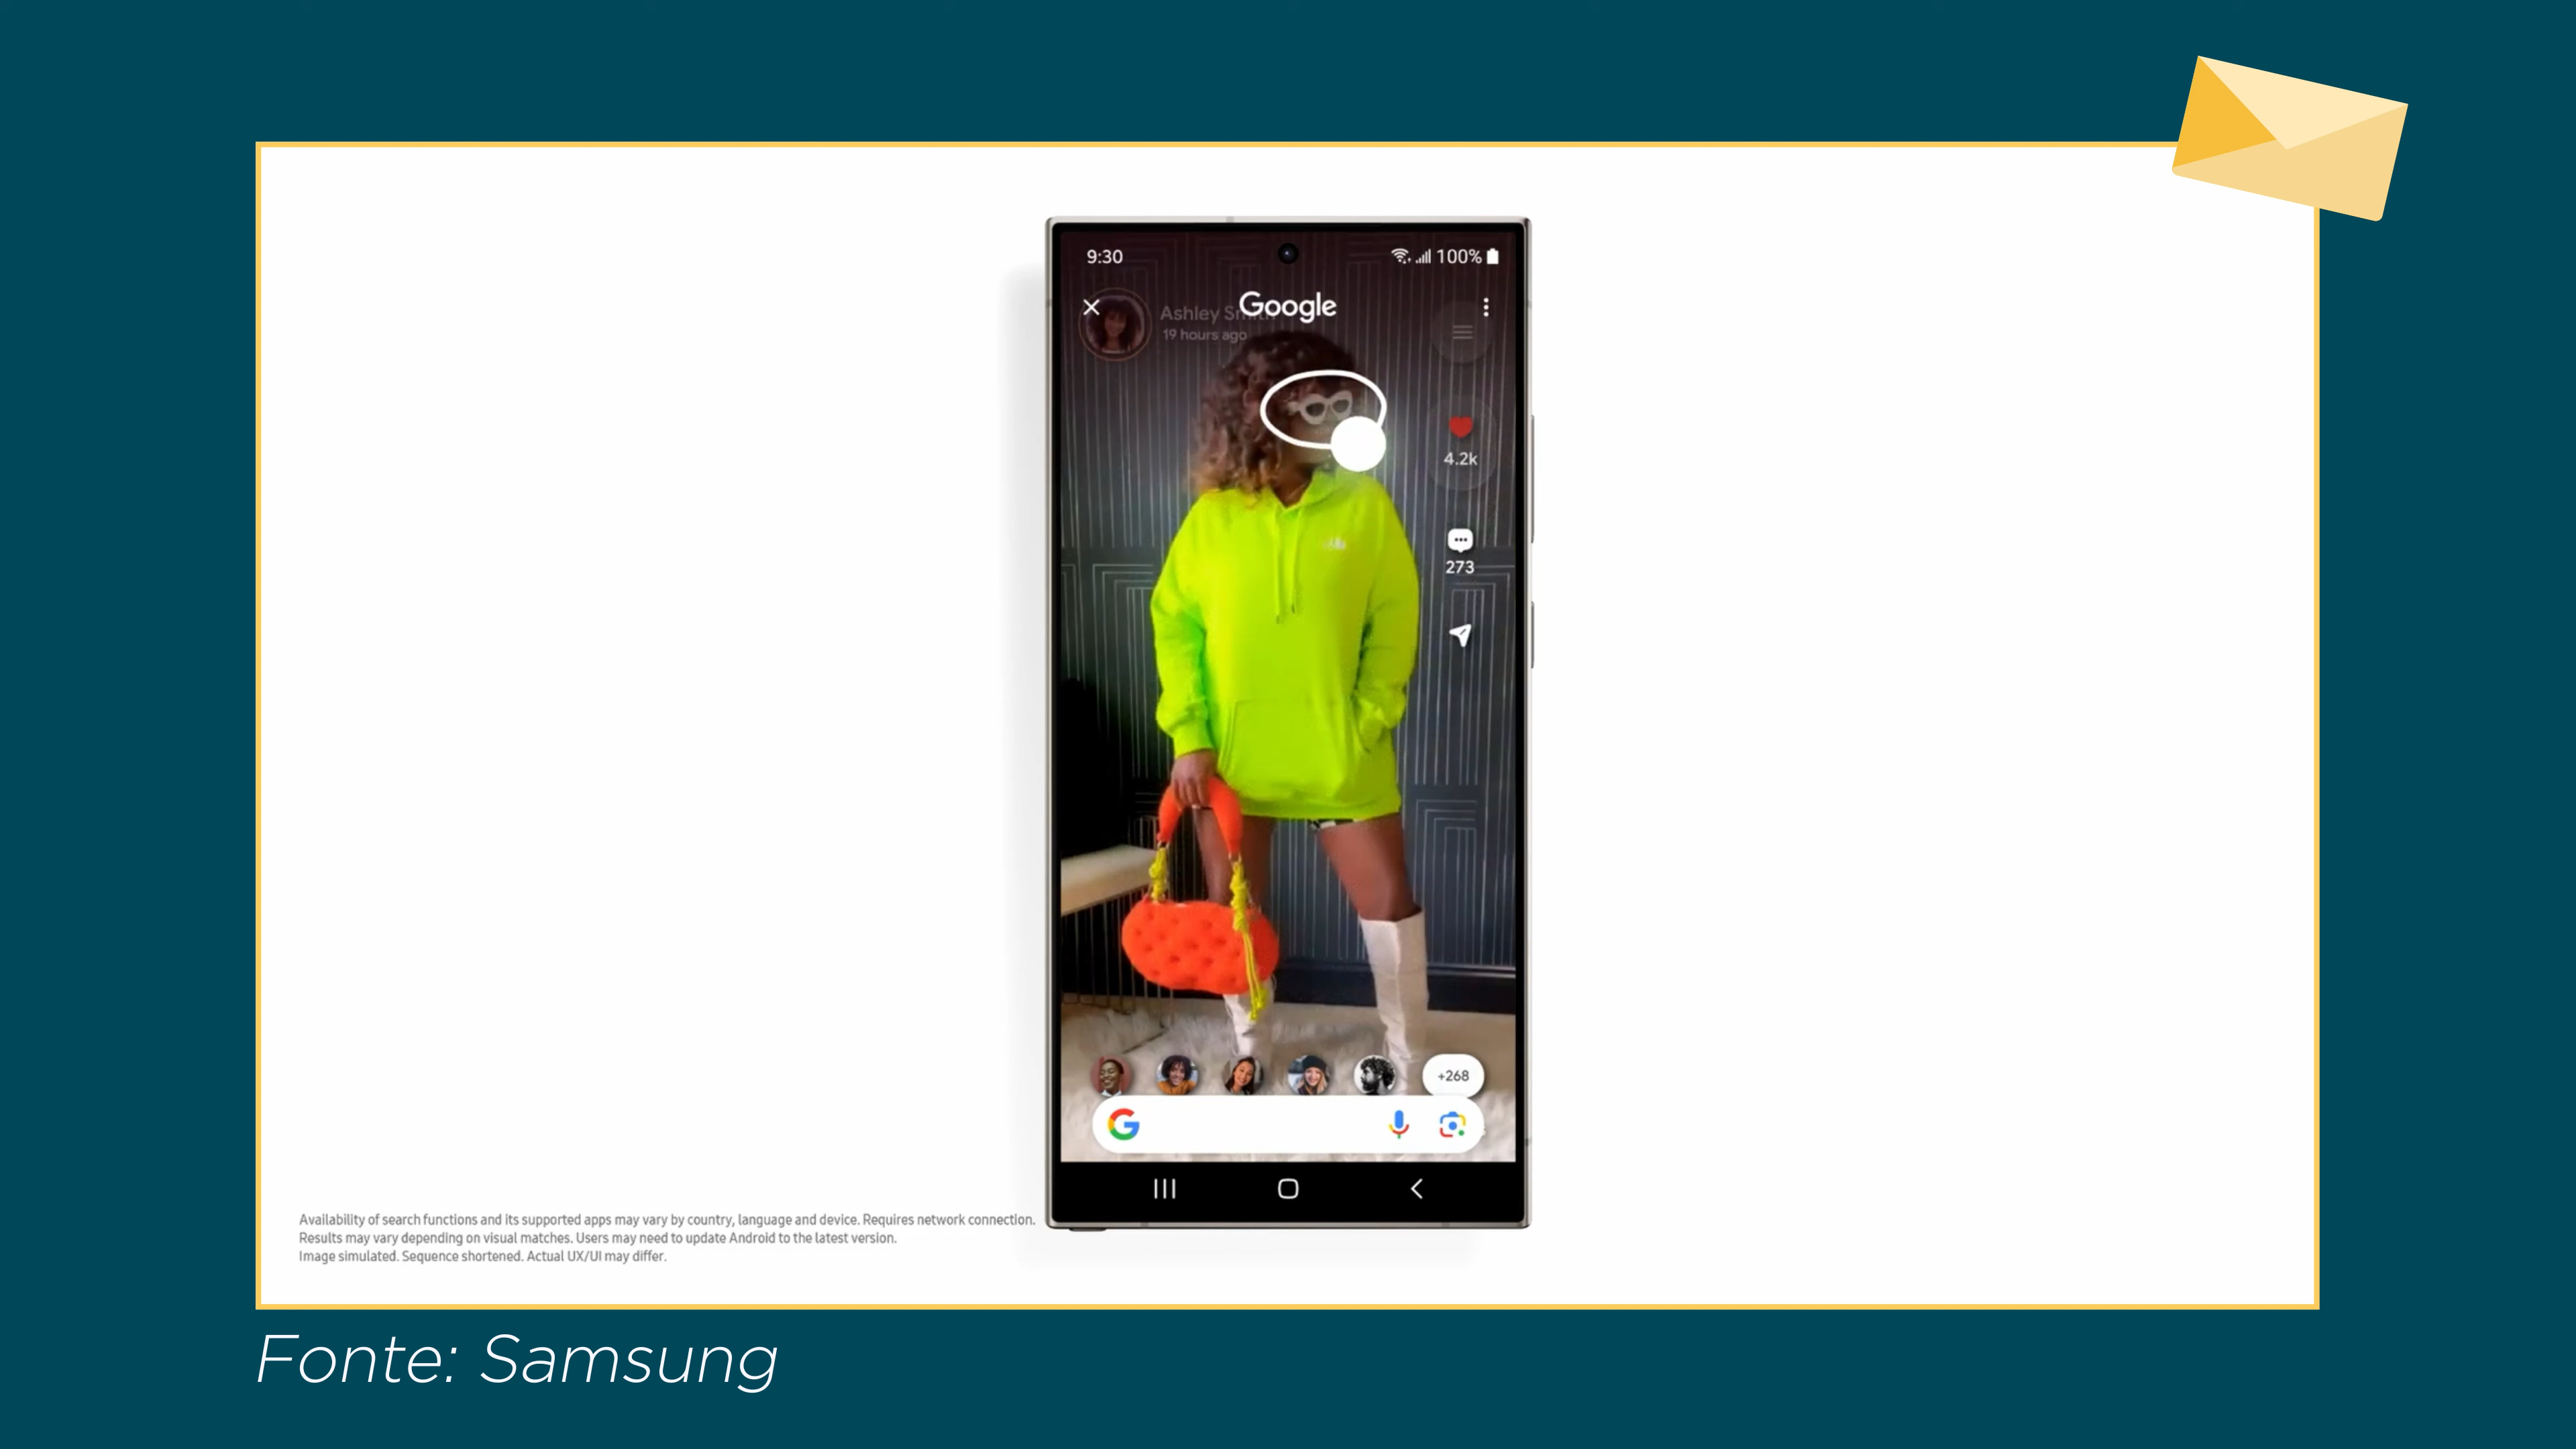 9:30
100%
Google
Ashley Smith
19 hours ago
4.2k
273
+268
Availability of search functions and its supported apps may vary by country, language and device. Requires network connection.
Results may vary depending on visual matches. Users may need to update Android to the latest version.
Image simulated. Sequence shortened. Actual UX/UI may differ.
Fonte: Samsung